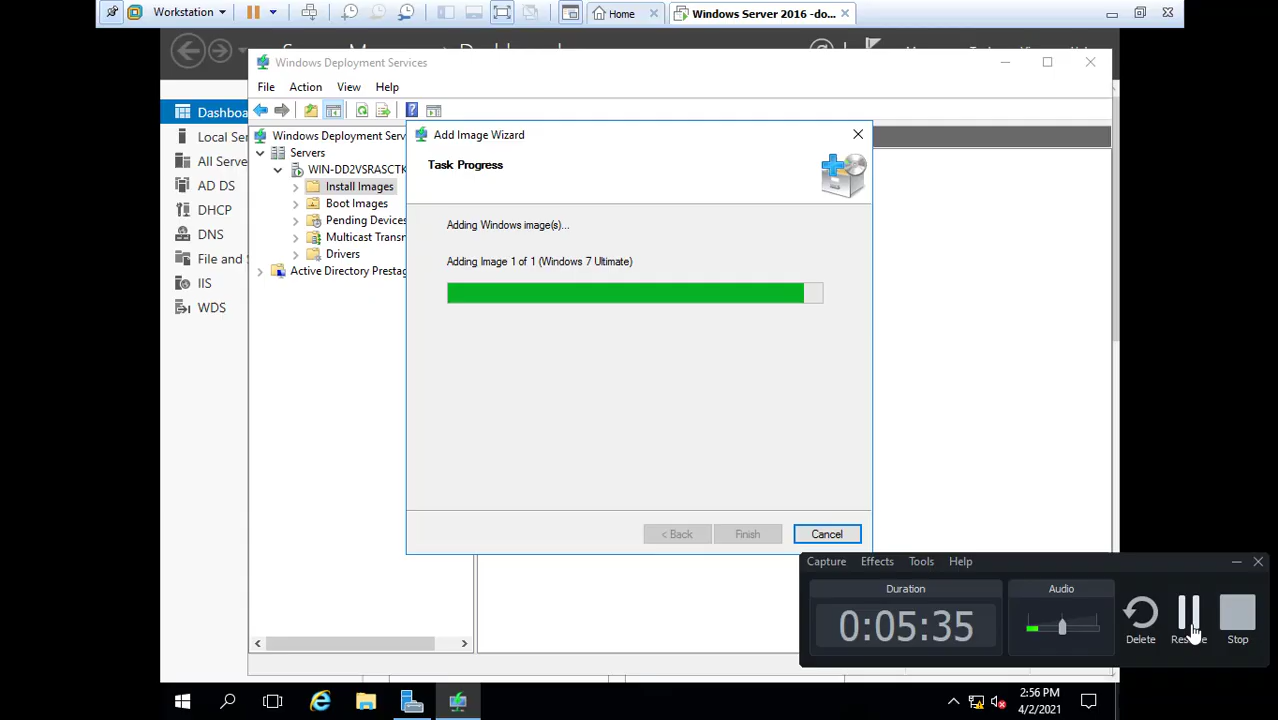 Workstation
Home
Windows Server 2016 -do...
Windows Deployment Services
File Action View Help
Dashboa
Local Ser
All Serve
AD DS
DHCP
DNS
File and
IIS
WDS
Windows Deployment Serv
Servers
WIN-DD2VSRASCTK
Install Images
Boot Images
Pending Devices
Multicast Transm
Drivers
Active Directory Prestag
Add Image Wizard
Task Progress
Adding Windows image(s)...
Adding Image 1 of 1 (Windows 7 Ultimate)
< Back
Finish
Cancel
Capture Effects Tools Help
Duration
0:05:35
Audio
Delete
Stop
2:56 PM
4/2/2021